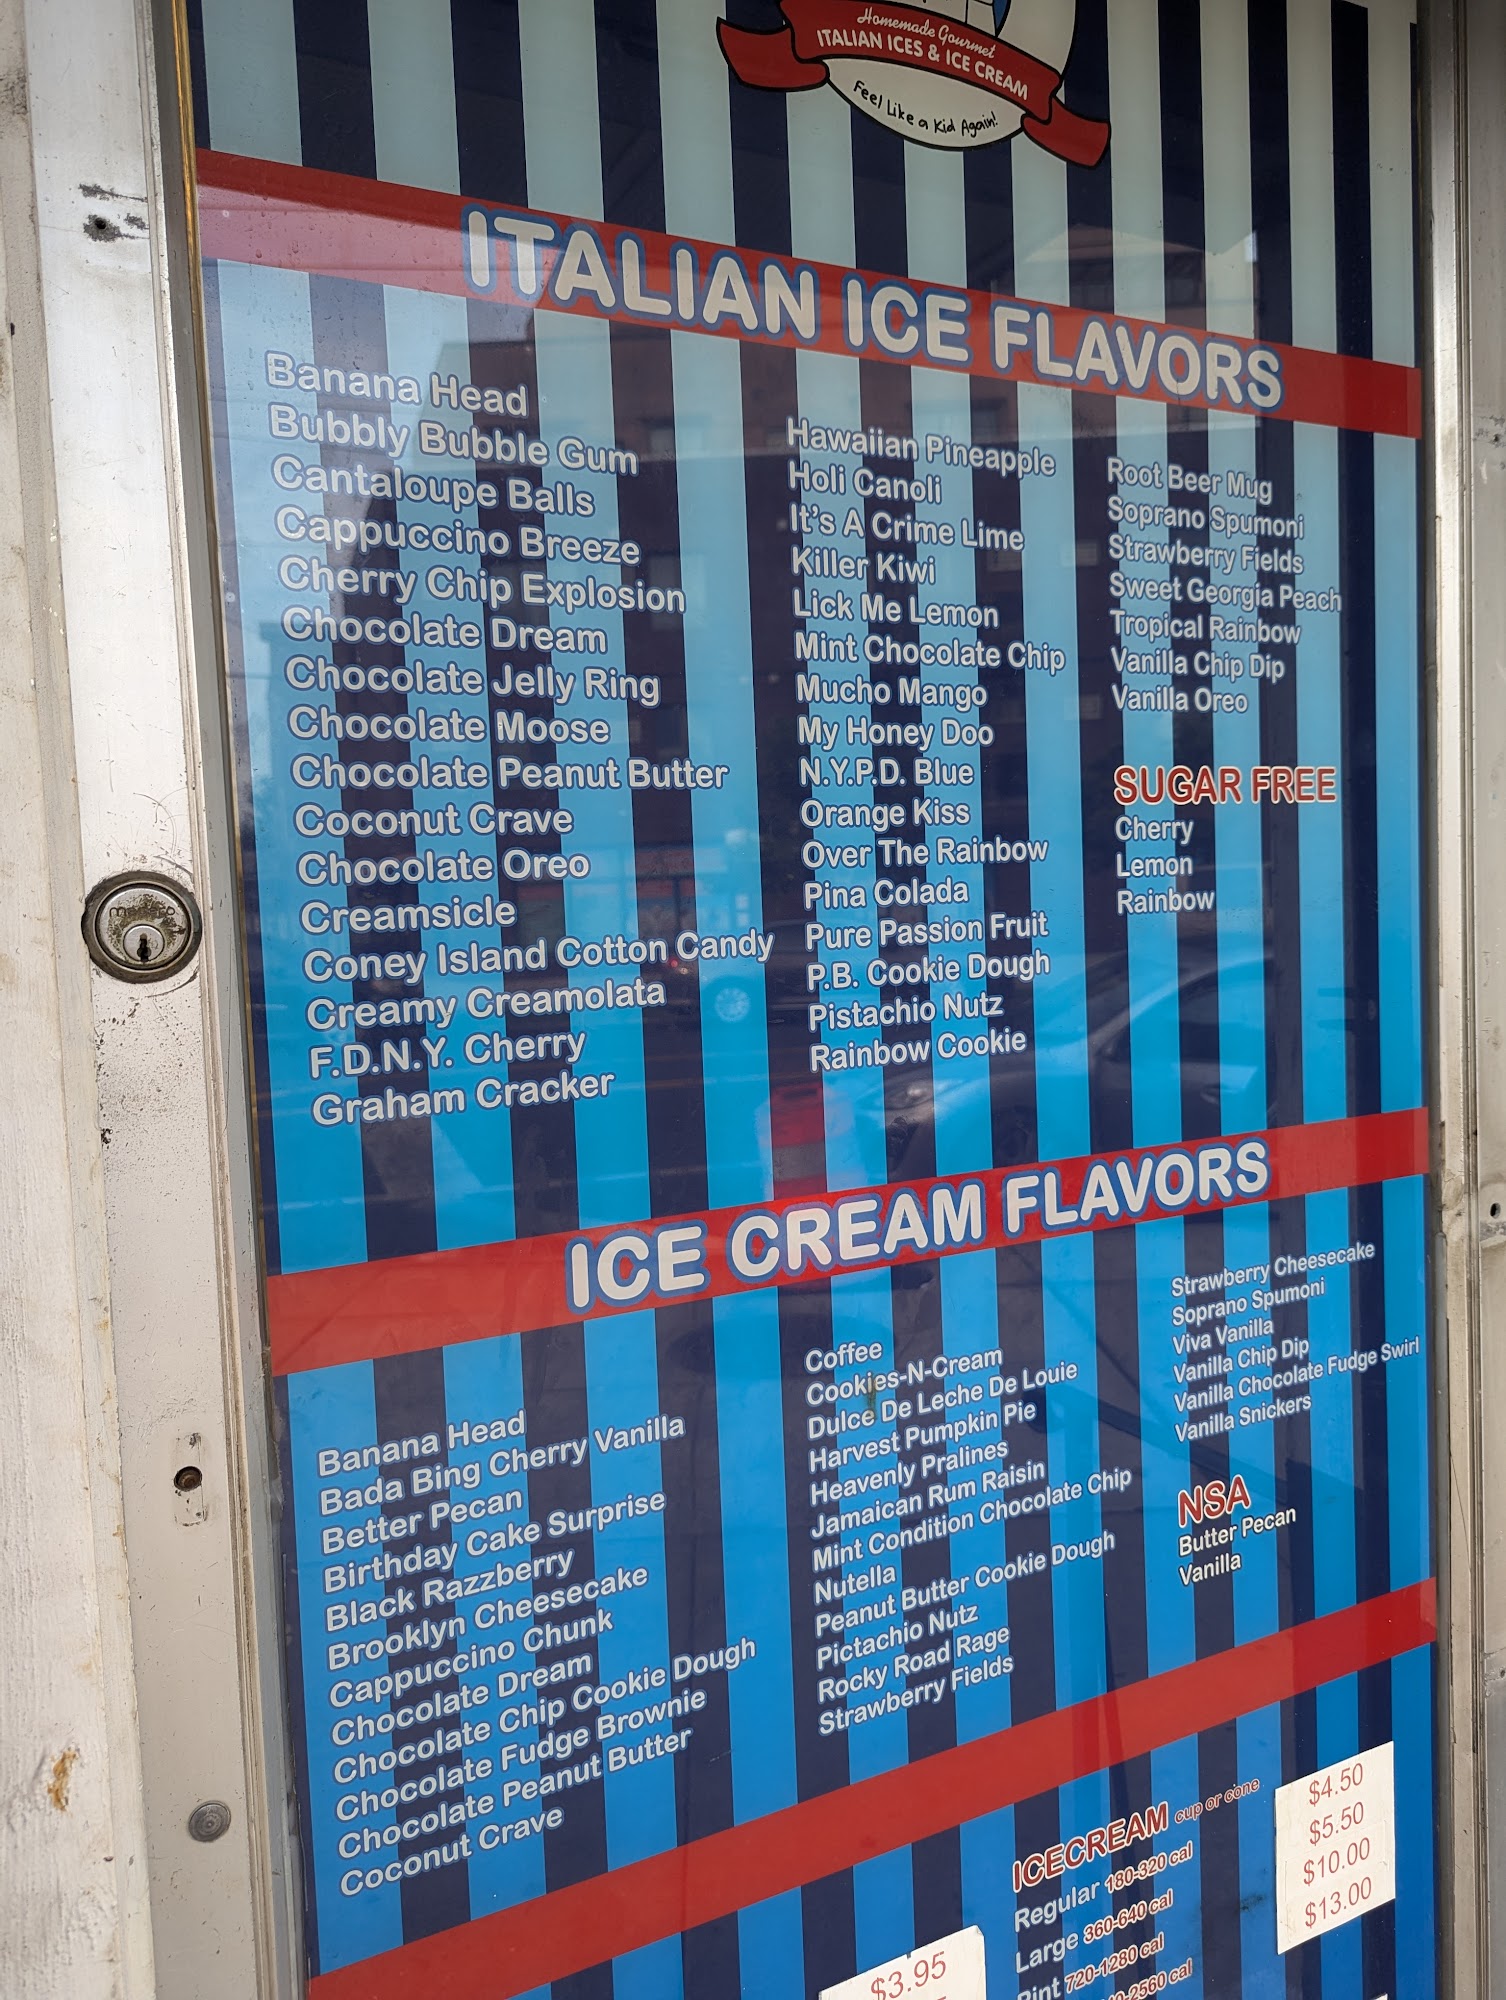 Homemade Gourmet
ITALIAN ICES & ICE CREAM
Feel Like a Kid Again!
ITALIAN ICE FLAVORS
Banana Head
Bubbly Bubble Gum
Cantaloupe Balls
Cappuccino Breeze
Cherry Chip Explosion
Chocolate Dream
Chocolate Jelly Ring
Chocolate Moose
Chocolate Peanut Butter
Coconut Crave
Chocolate Oreo
Creamsicle
Coney Island Cotton Candy
Creamy Creamolata
F.D.N.Y. Cherry
Graham Cracker
Hawaiian Pineapple
Holi Canoli
It's A Crime Lime
Killer Kiwi
Lick Me Lemon
Mint Chocolate Chip
Mucho Mango
My Honey Doo
N.Y.P.D. Blue
Orange Kiss
Over The Rainbow
Pina Colada
Pure Passion Fruit
P.B. Cookie Dough
Pistachio Nutz
Rainbow Cookie
Root Beer Mug
Soprano Spumoni
Strawberry Fields
Sweet Georgia Peach
Tropical Rainbow
Vanilla Chip Dip
Vanilla Oreo
SUGAR FREE
Cherry
Lemon
Rainbow
ICE CREAM FLAVORS
Banana Head
Bada Bing Cherry Vanilla
Better Pecan
Birthday Cake Surprise
Black Razzberry
Brooklyn Cheesecake
Cappuccino Chunk
Chocolate Dream
Chocolate Chip Cookie Dough
Chocolate Fudge Brownie
Chocolate Peanut Butter
Coconut Crave
Coffee
Cookies-N-Cream
Dulce De Leche De Louie
Harvest Pumpkin Pie
Heavenly Pralines
Jamaican Rum Raisin
Mint Condition Chocolate Chip
Nutella
Peanut Butter Cookie Dough
Pictachio Nutz
Rocky Road Rage
Strawberry Fields
Strawberry Cheesecake
Soprano Spumoni
Viva Vanilla
Vanilla Chip Dip
Vanilla Chocolate Fudge Swirl
Vanilla Snickers
NSA
Butter Pecan
Vanilla
ICECREAM cup or cone
Regular 180-320 cal
Large 360-640 cal
Pint 720-1280 cal
-2560 cal
$4.50
$5.50
$10.00
$13.00
$3.95